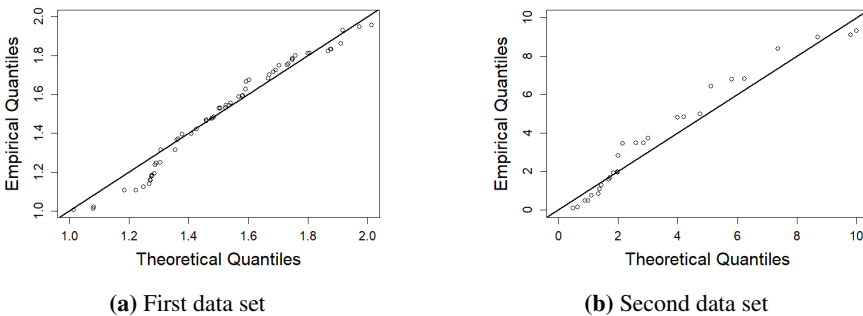 Empirical Quantiles
2.0
1.8
1.6
1.4
1.2
1.0
1.0 1.2 1.4 1.6 1.8 2.0
Theoretical Quantiles
(a) First data set
Empirical Quantiles
10
8
6
4
2
0
0 2 4 6 8 10
Theoretical Quantiles
(b) Second data set